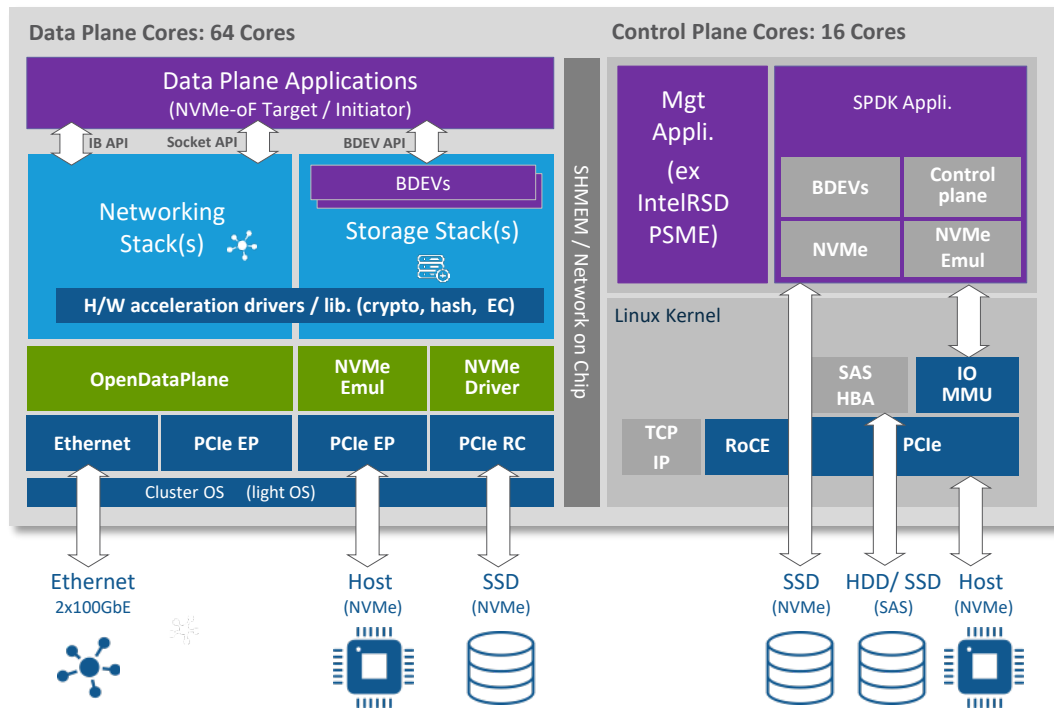 Data Plane Cores: 64 Cores
Data Plane Applications
(NVMe-oF Target / Initiator)
IB API
Socket API
BDEV API
Networking
Stack(s)
BDEVs
Storage Stack(s)
H/W acceleration drivers / lib. (crypto, hash, EC)
OpenDataPlane
NVMe
Emul
NVMe
Driver
Ethernet
PCIe EP
PCIe EP
PCIe RC
Cluster OS (light OS)
SHMEM / Network on Chip
Control Plane Cores: 16 Cores
Mgt
Appli.
(ex
IntelRSD
PSME)
SPDK Appli.
BDEVs
Control
plane
NVMe
NVMe
Emul
Linux Kernel
SAS
HBA
IO
MMU
TCP
IP
RoCE
PCIe
Ethernet
2x100GbE
Host
(NVMe)
SSD
(NVMe)
SSD
(NVMe)
HDD/ SSD
(SAS)
Host
(NVMe)